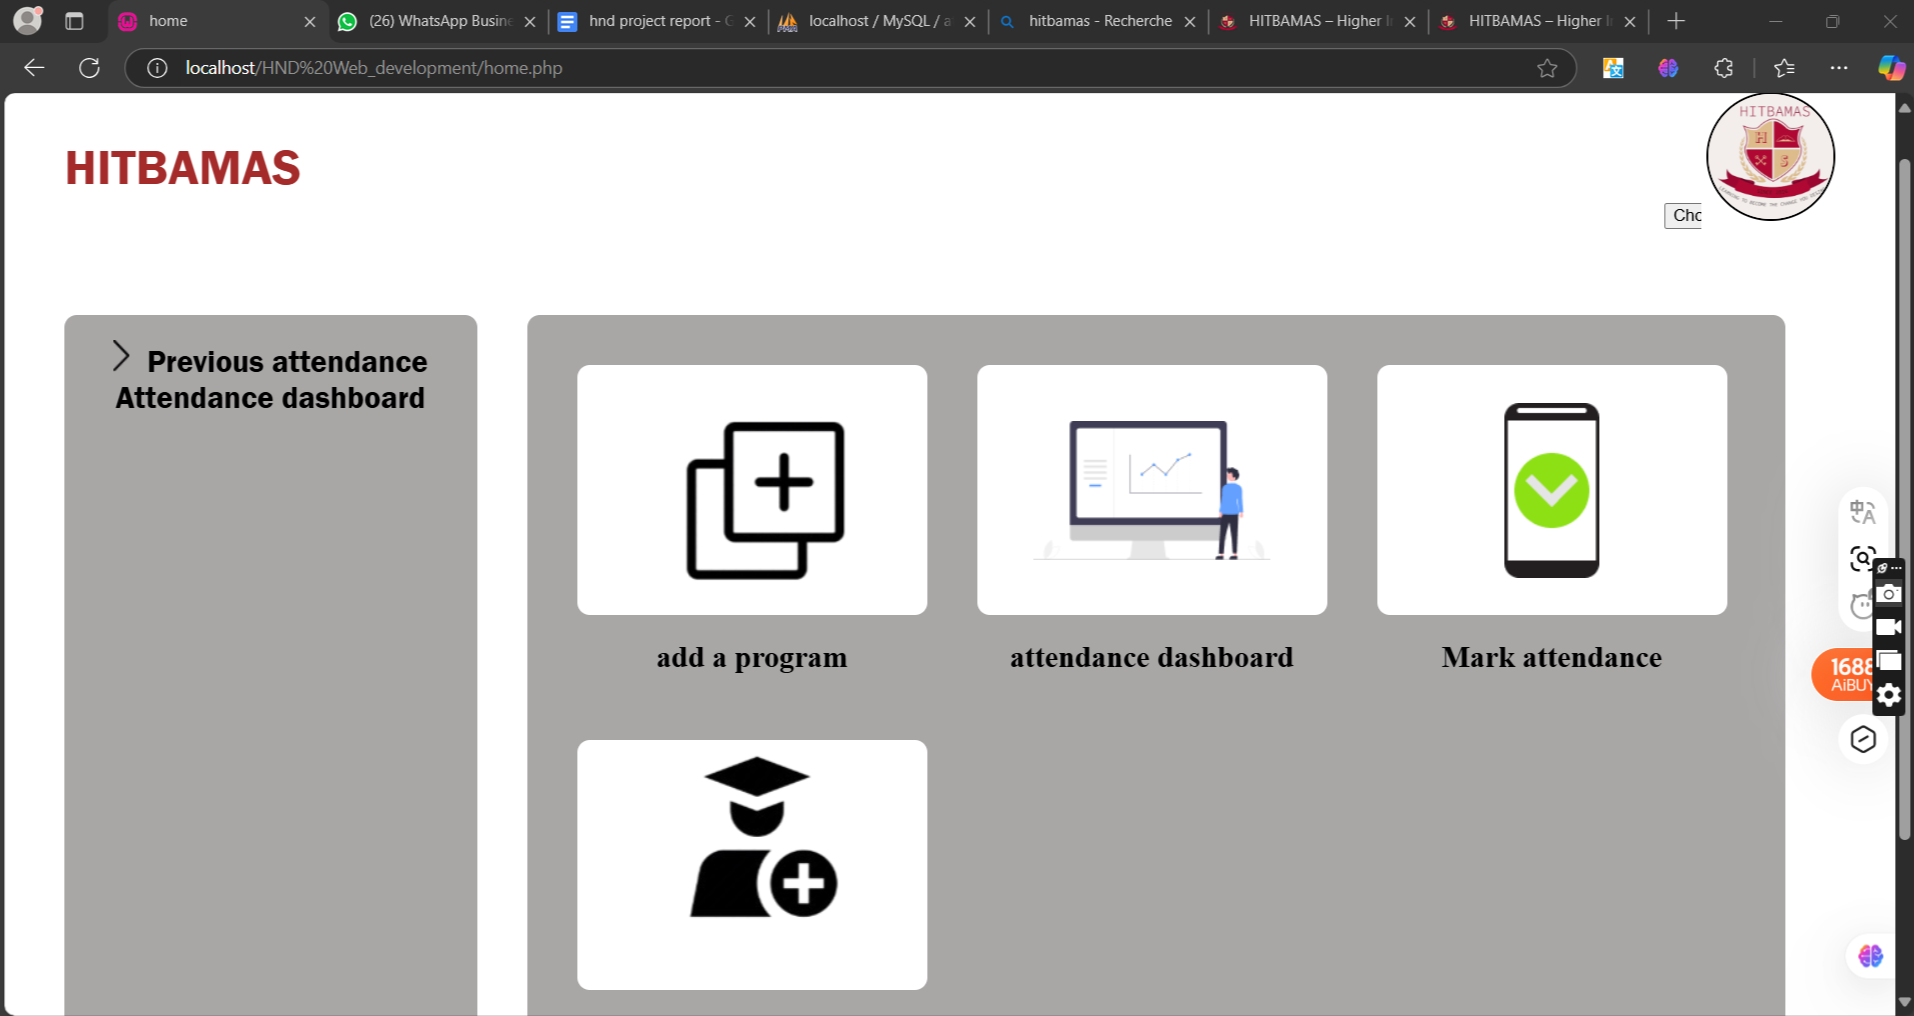 home
(26) WhatsApp Busine
hnd project report - G
localhost / MySQL / a
hitbamas - Recherche
HITBAMAS – Higher I
HITBAMAS – Higher I
localhost/HND%20Web_development/home.php
HITBAMAS
HITBAMAS
H
S
Cho
Previous attendance
Attendance dashboard
add a program
attendance dashboard
Mark attendance
1688
AiBUY